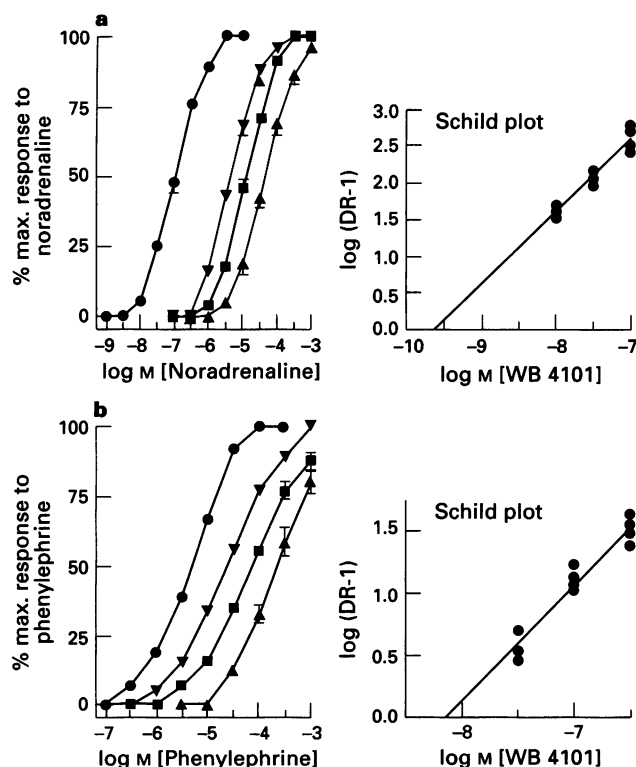 a
% max. response to
noradrenaline
100
75
50
25
0
-9 -8 -7 -6 -5 -4 -3
log M [Noradrenaline]
Schild plot
log (DR-1)
3.0
2.5
2.0
1.5
1.0
0.5
0.0
-10 -9 -8 -7
log M [WB 4101]
b
% max. response to
phenylephrine
100
75
50
25
0
-7 -6 -5 -4 -3
log M [Phenylephrine]
Schild plot
log (DR-1)
1.5
1.0
0.5
0.0
-8 -7
log M [WB 4101]